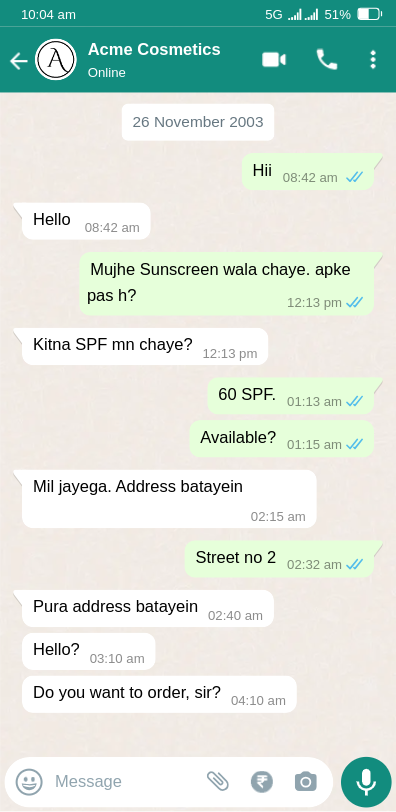 10:04 am 5G 51%
Acme Cosmetics
Online
26 November 2003
Hii 08:42 am
Hello 08:42 am
Mujhe Sunscreen wala chaye. apke
pas h? 12:13 pm
Kitna SPF mn chaye? 12:13 pm
60 SPF. 01:13 am
Available? 01:15 am
Mil jayega. Address batayein
02:15 am
Street no 2 02:32 am
Pura address batayein 02:40 am
Hello? 03:10 am
Do you want to order, sir? 04:10 am
Message ₹